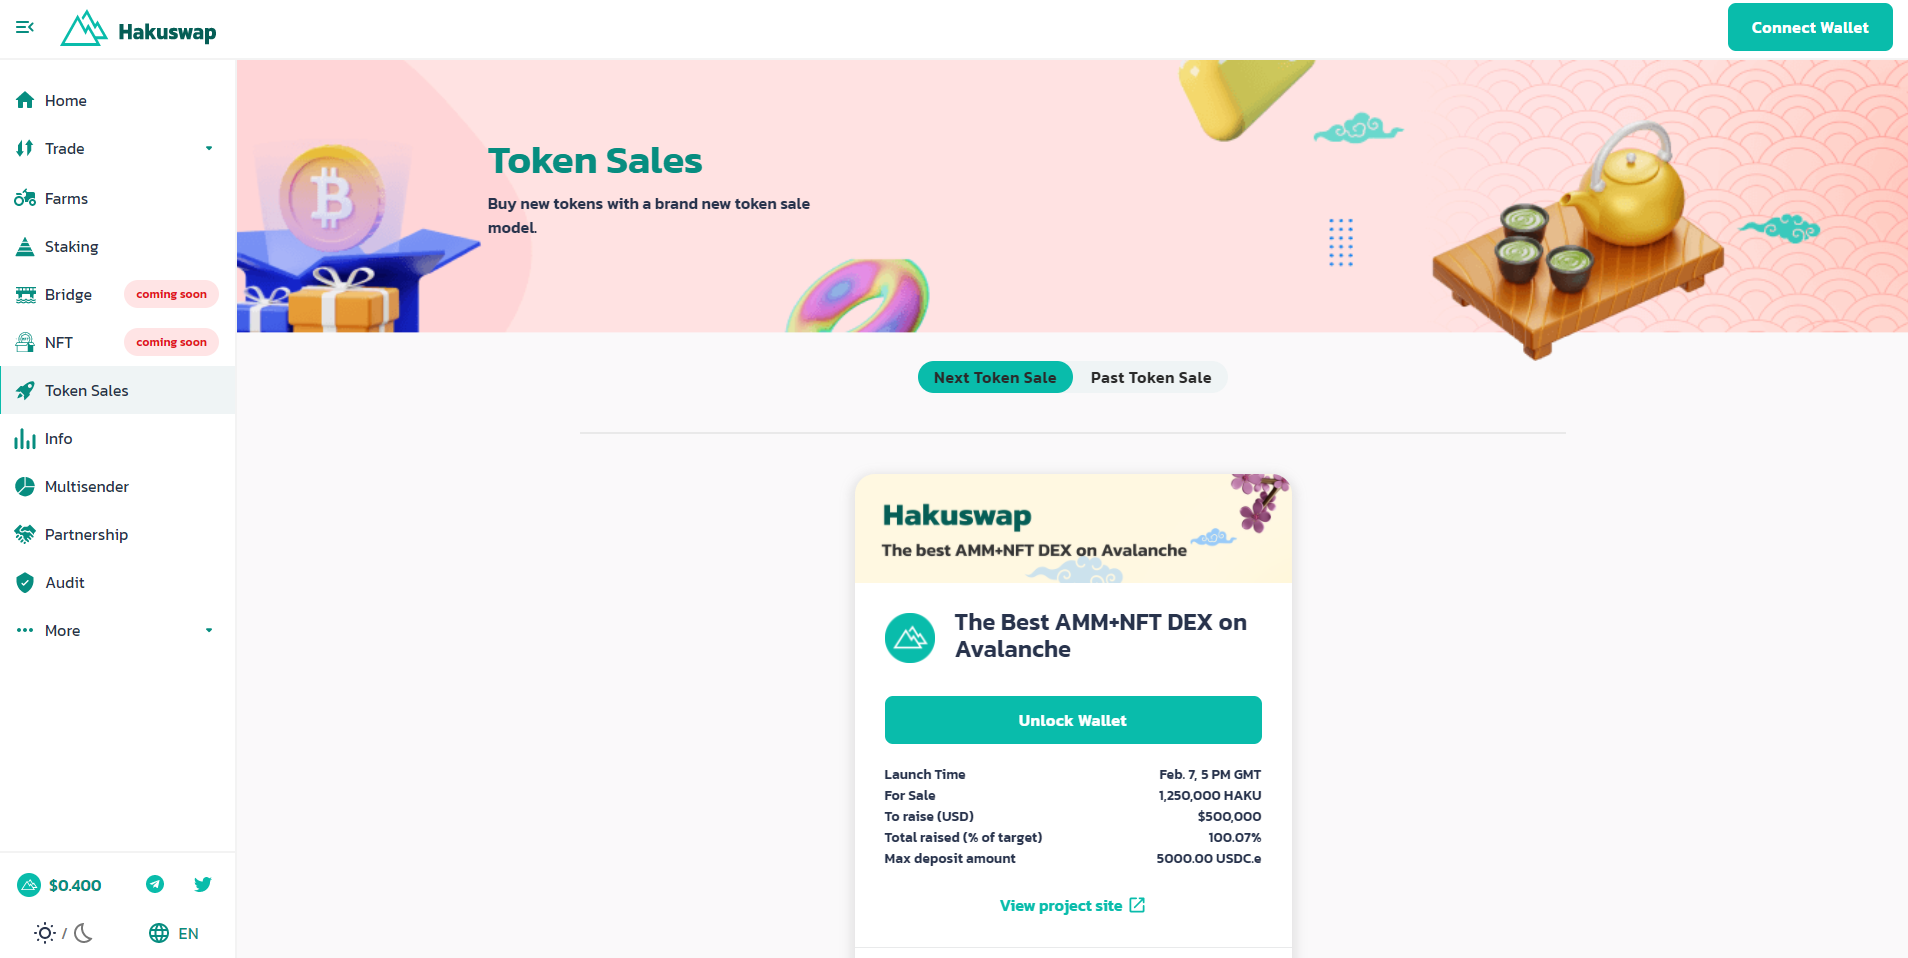 Hakuswap
Connect Wallet
Home
Trade
Farms
Staking
Bridge coming soon
NFT coming soon
Token Sales
Info
Multisender
Partnership
Audit
More
$0.400
/
EN
Token Sales
Buy new tokens with a brand new token sale
model.
Next Token Sale Past Token Sale
Hakuswap
The best AMM+NFT DEX on Avalanche
The Best AMM+NFT DEX on
Avalanche
Unlock Wallet
Launch Time Feb. 7, 5 PM GMT
For Sale 1,250,000 HAKU
To raise (USD) $500,000
Total raised (% of target) 100.07%
Max deposit amount 5000.00 USDC.e
View project site